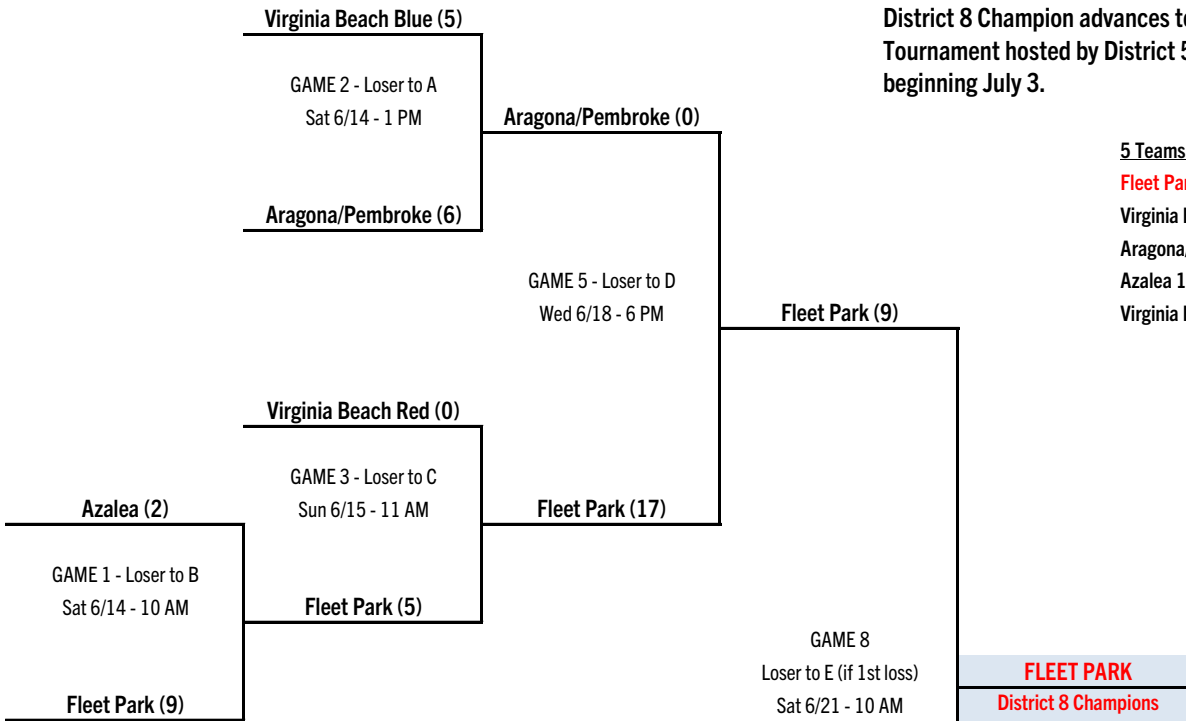 Virginia Beach Blue (5)
District 8 Champion advances
Tournament hosted by District
beginning July 3.
GAME 2 - Loser to A
Sat 6/14 - 1 PM
Aragona/Pembroke (0)
5 Teams
Fleet
Virginia
Aragona/
Azalea
Virginia
Aragona/Pembroke (6)
GAME 5 - Loser to D
Wed 6/18 - 6 PM
Fleet Park (9)
Virginia Beach Red (0)
GAME 3 - Loser to C
Sun 6/15 - 11 AM
Azalea (2)
Fleet Park (17)
GAME 1 - Loser to B
Sat 6/14 - 10 AM
Fleet Park (5)
GAME 8
Loser to E (if 1st loss)
Sat 6/21 - 10 AM
FLEET PARK
District 8 Champions
Fleet Park (9)